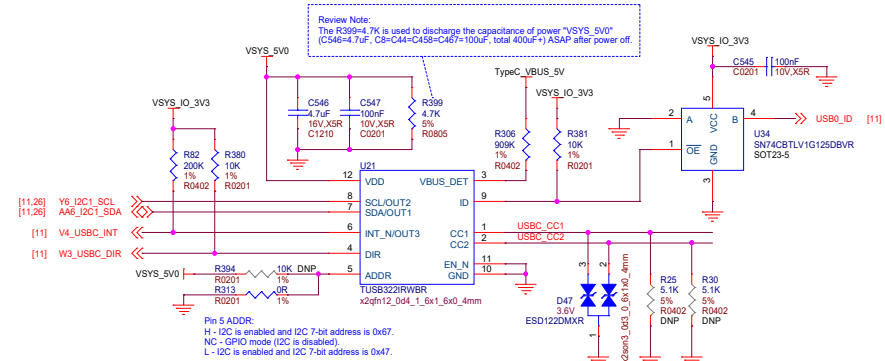 Review Note:
The R399=4.7K is used to discharge the capacitance of power "VSYS_5V0"
(C546=4.7uF, C8=C44=C458=C467=100uF, total 400uF+) ASAP after power off.
VSYS_5V0
VSYS_IO_3V3
C546
4.7uF
16V,X5R
C1210
C547
100nF
10V,X5R
C0201
R399
4.7K
5%
R0805
TypeC_VBUS_5V
VSYS_IO_3V3
R306
909K
1%
R0402
R381
10K
1%
R0201
VSYS_IO_3V3
C545
C0201
100nF
10V,X5R
5
2
A
VCC
B
4
USB0_ID
[11]
1
OE
GND
3
U34
SN74CBTLV1G125DBVR
SOT23-5
R82
200K
1%
R0402
R380
10K
1%
R0201
U21
12
VDD
VBUS_DET
3
[11,26]
Y6_I2C1_SCL
8
SCL/OUT2
ID
9
[11,26]
AA6_I2C1_SDA
7
SDA/OUT1
[11]
V4_USBC_INT
6
INT_N/OUT3
CC1
1
USBC_CC1
CC2
2
USBC_CC2
[11]
W3_USBC_DIR
4
DIR
EN_N
11
VSYS_5V0
R394
R0201
10K
1%
DNP
5
ADDR
GND
10
R313
R0201
0R
1%
TUSB322IRWBR
x2qfn12_0d4_1_6x1_6x0_4mm
3
2
D47
3.6V
ESD122DMXR
1
x2son3_0d3_0_6x1x0_4mm
R25
5.1K
5%
R0402
DNP
R30
5.1K
5%
R0402
DNP
Pin 5 ADDR:
H - I2C is enabled and I2C 7-bit address is 0x67.
NC - GPIO mode (I2C is disabled).
L - I2C is enabled and I2C 7-bit address is 0x47.